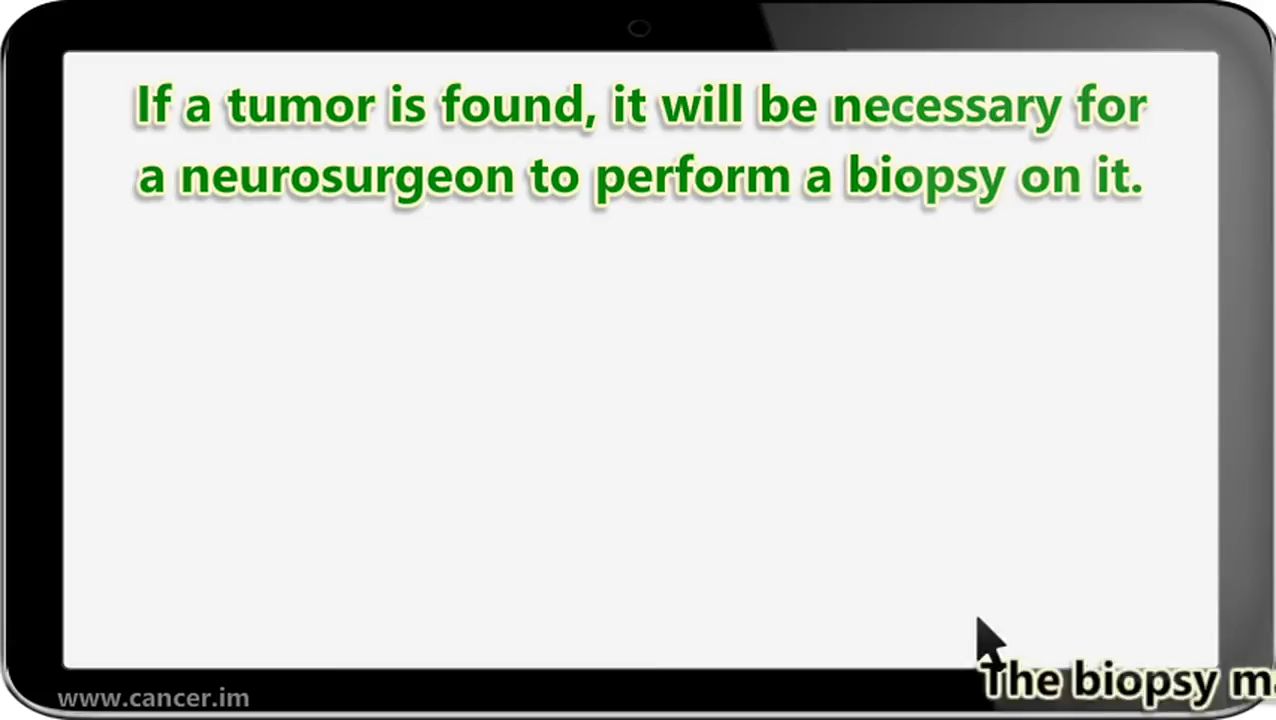 If a tumor is found, it will be necessary for
a neurosurgeon to perform a biopsy on it.
The biopsy
www.cancer.im